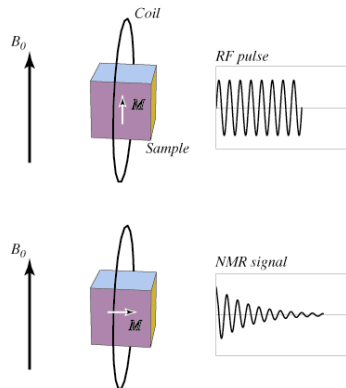 Coil
B0
RF pulse
M
Sample
B0
NMR signal
M